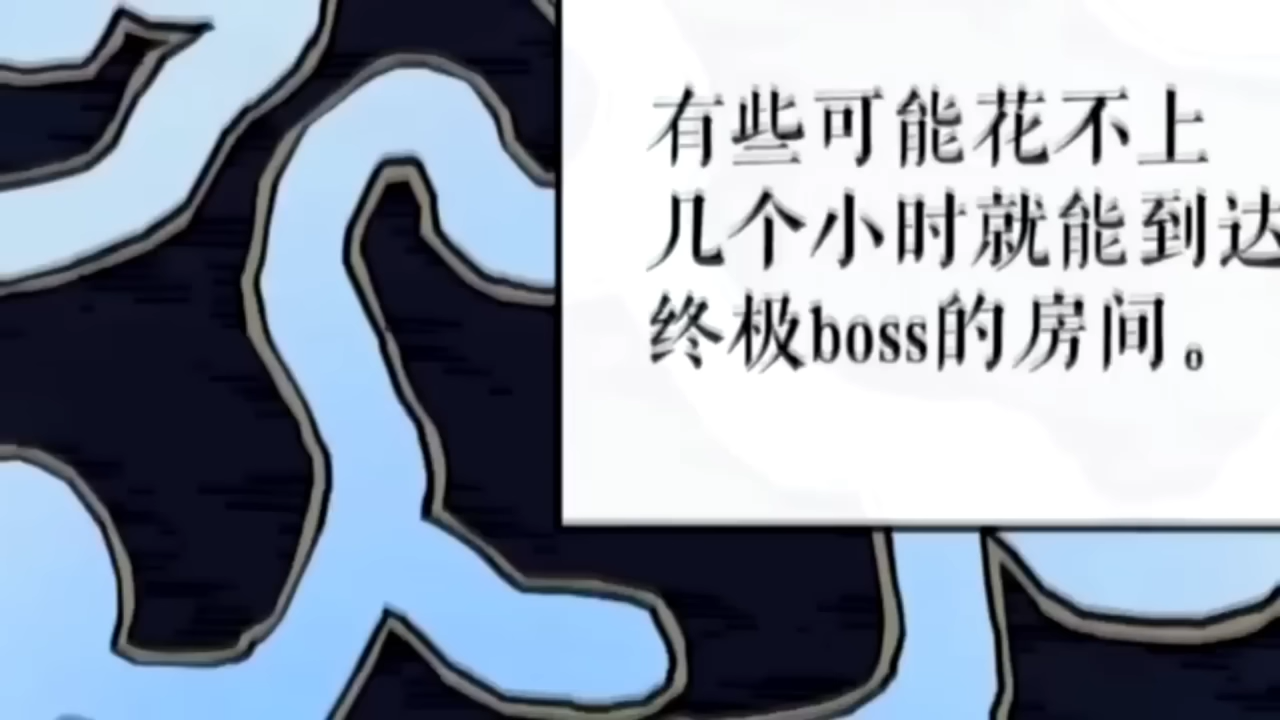 有些可能花不上
几个小时就能到达
终极boss的房间。